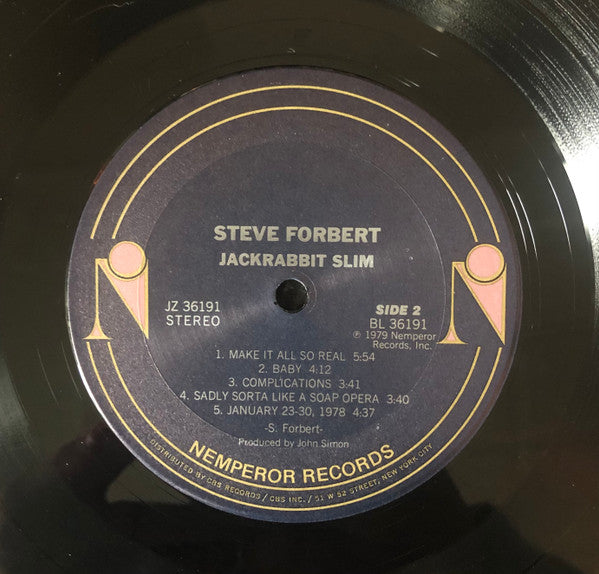 STEVE FORBERT
JACKRABBIT SLIM
JZ 36191
STEREO
SIDE 2
BL 36191
℗ 1979 Nemperor
Records, Inc.
1. MAKE IT ALL SO REAL 5:54
2. BABY 4:12
3. COMPLICATIONS 3:41
4. SADLY SORTA LIKE A SOAP OPERA 3:40
5. JANUARY 23-30, 1978 4:37
-S. Forbert-
Produced by John Simon
NEMPEROR RECORDS
DISTRIBUTED BY CBS RECORDS / CBS INC. / 51 W 52 STREET, NEW YORK CITY